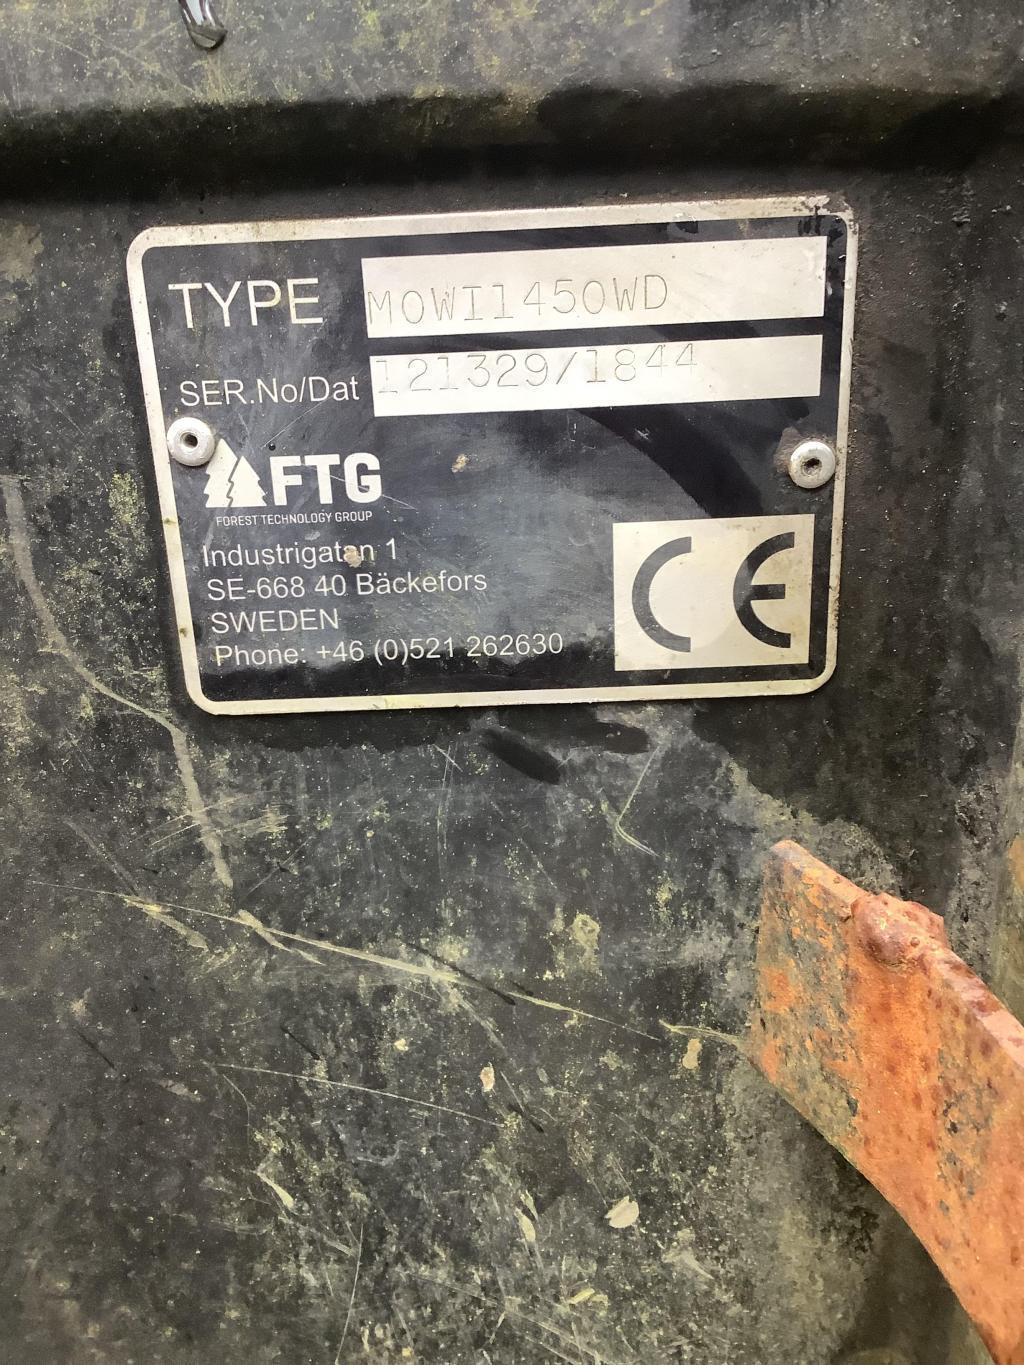 TYPE MOWI1450WD
SER.No/Dat 121329/1844
FTG
FOREST TECHNOLOGY GROUP
Industrigatan 1
SE-668 40 Bäckefors
SWEDEN
Phone: +46 (0)521 262630
CE